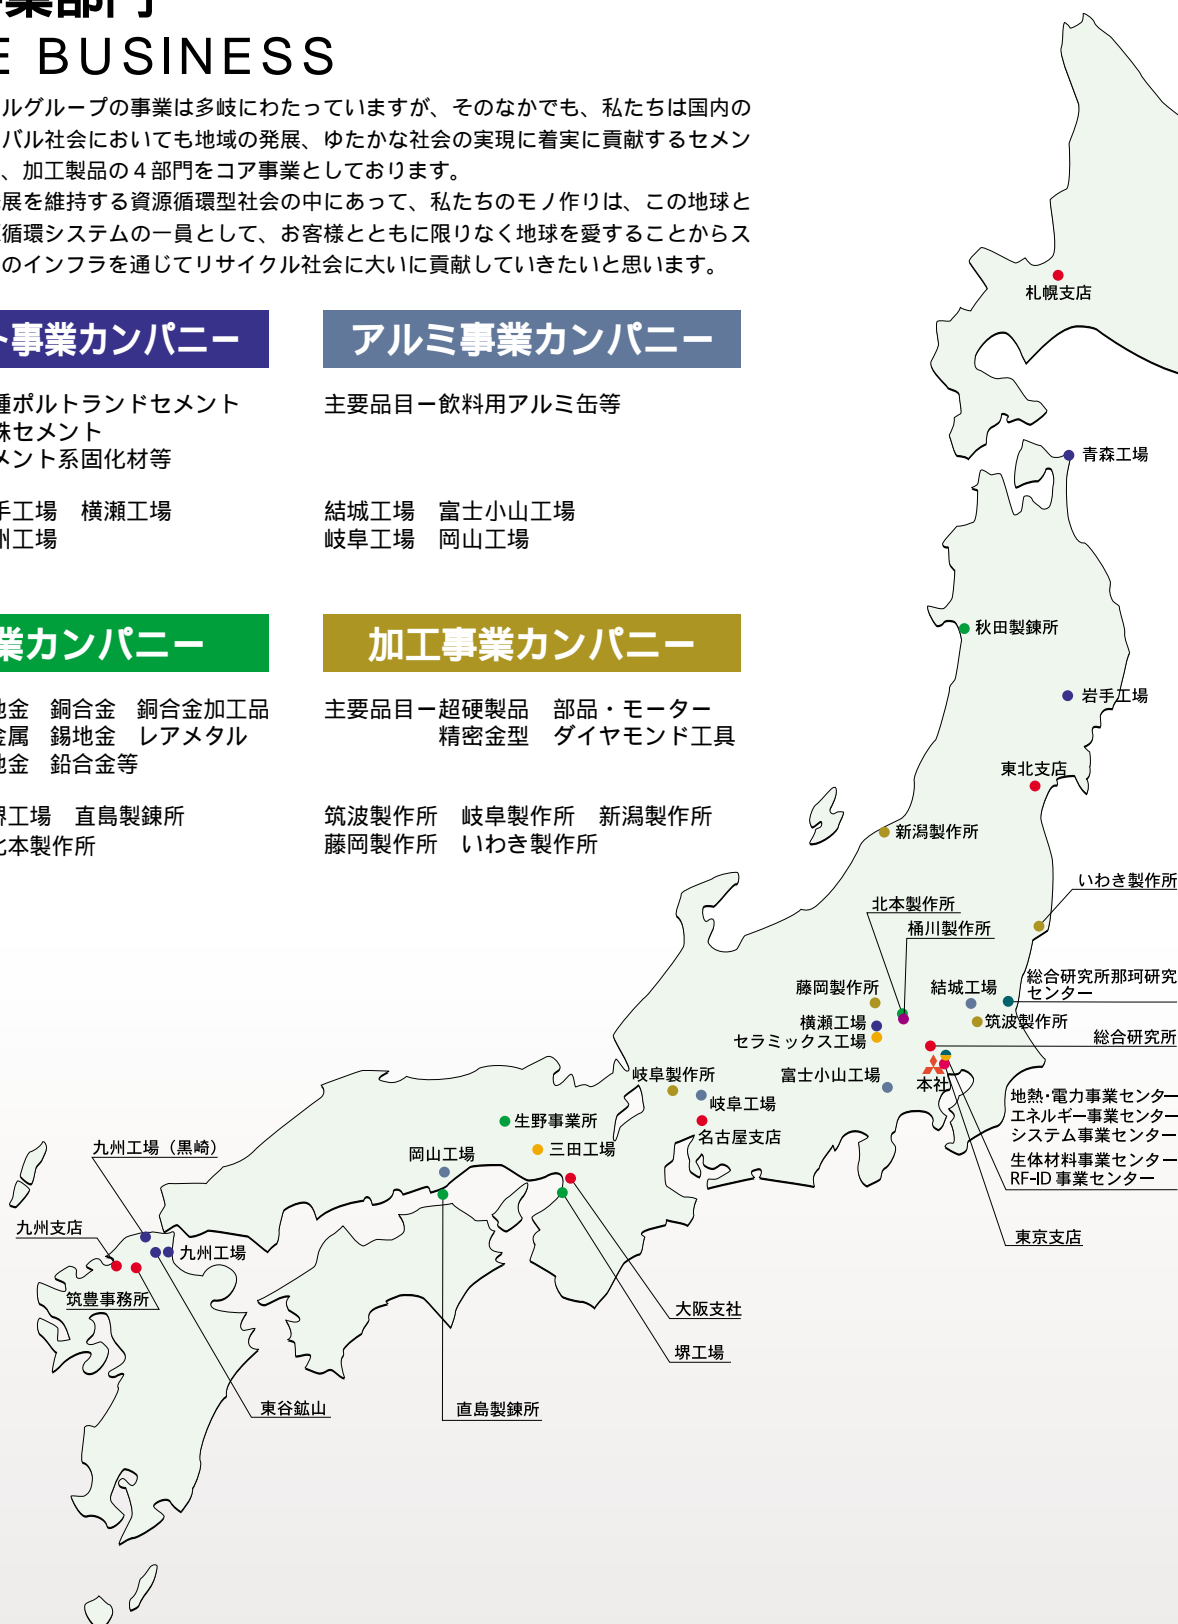 業部門
E BUSINESS
ルグループの事業は多岐にわたっていますが、そのなかでも、私たちは国内の
バル社会においても地域の発展、ゆたかな社会の実現に着実に貢献するセメン
、加工製品の4部門をコア事業としております。
展を維持する資源循環型社会の中にあって、私たちのモノ作りは、この地球と
循環システムの一員として、お客様とともに限りなく地球を愛することからス
のインフラを通じてリサイクル社会に大いに貢献していきたいと思います。
ト事業カンパニー
種ポルトランドセメント
殊セメント
メント系固化材等
手工場 横瀬工場
州工場
アルミ事業カンパニー
主要品目ー飲料用アルミ缶等
結城工場 富士小山工場
岐阜工場 岡山工場
業カンパニー
地金 銅合金 銅合金加工品
金属 錫地金 レアメタル
地金 鉛合金等
堺工場 直島製錬所
北本製作所
加工事業カンパニー
主要品目ー超硬製品 部品・モーター
精密金型 ダイヤモンド工具
筑波製作所 岐阜製作所 新潟製作所
藤岡製作所 いわき製作所
札幌支店
青森工場
秋田製錬所
岩手工場
東北支店
新潟製作所
いわき製作所
北本製作所
桶川製作所
総合研究所那珂研究
センター
藤岡製作所
結城工場
横瀬工場
筑波製作所
セラミックス工場
総合研究所
岐阜製作所
富士小山工場
本社
岐阜工場
地熱・電力事業センター
エネルギー事業センター
システム事業センター
生体材料事業センター
RF-ID事業センター
生野事業所
名古屋支店
九州工場（黒崎）
岡山工場
三田工場
九州支店
東京支店
九州工場
筑豊事務所
大阪支社
堺工場
東谷鉱山
直島製錬所